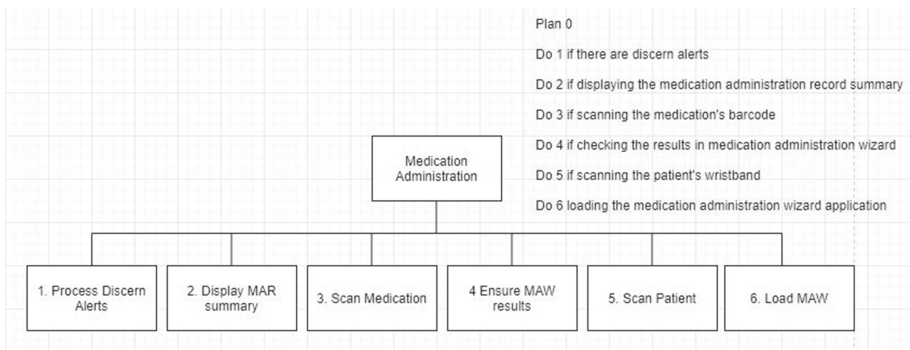 Plan 0
Do 1 if there are discern alerts
Do 2 if displaying the medication administration record summary
Do 3 if scanning the medication's barcode
Do 4 if checking the results in medication administration wizard
Do 5 if scanning the patient's wristband
Do 6 loading the medication administration wizard application
Medication
Administration
1. Process Discern
Alerts
2. Display MAR
summary
3. Scan Medication
4 Ensure MAW
results
5. Scan Patient
6. Load MAW